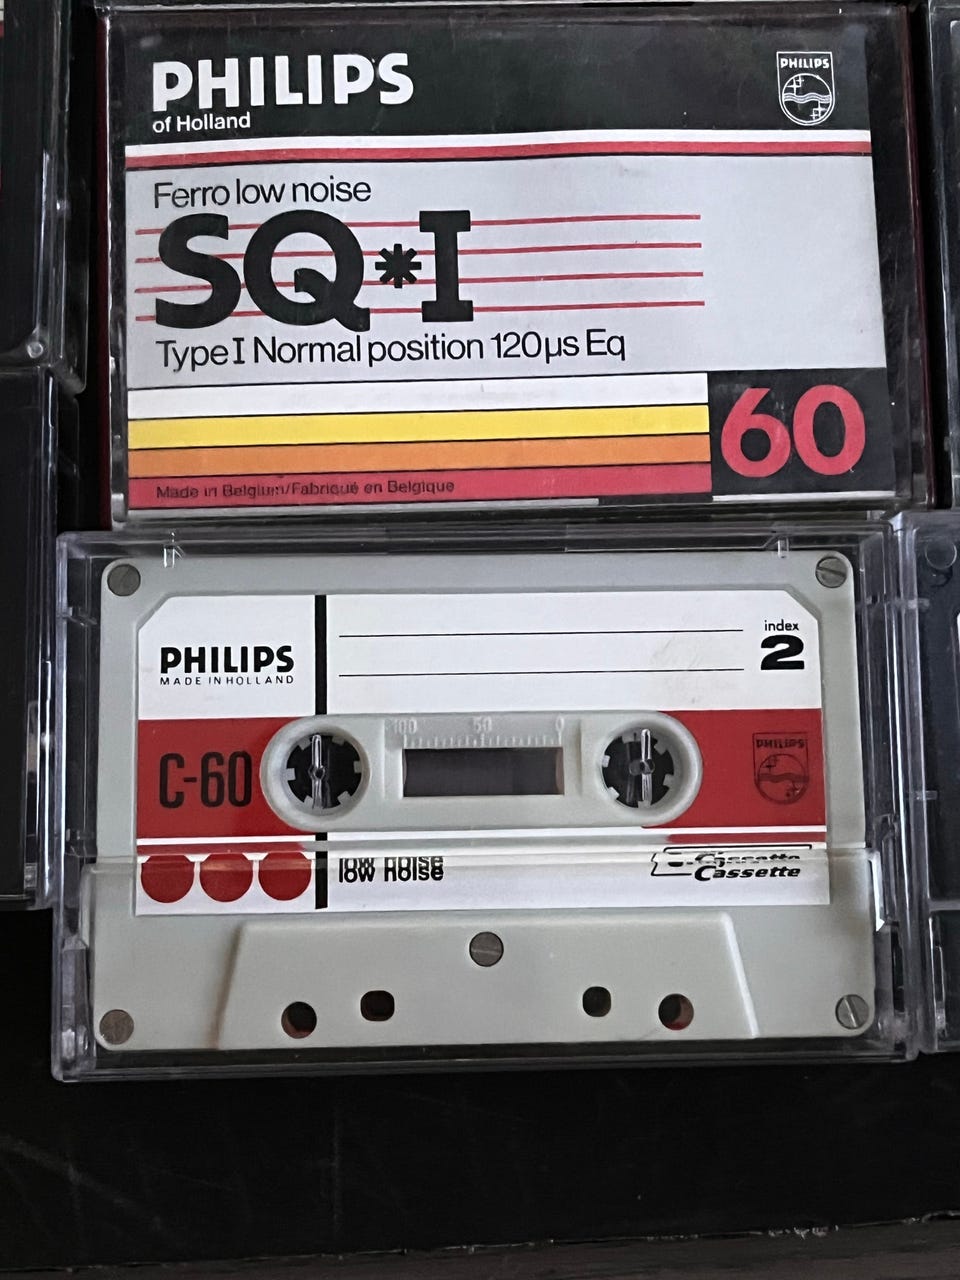 PHILIPS
of Holland
PHILIPS
Ferro low noise
SQ*I
Type I Normal position 120µs Eq
60
Made in Belgium/Fabriqué en Belgique
index
2
PHILIPS
MADE IN HOLLAND
100 50 0
C-60
PHILIPS
low noise
Cassette